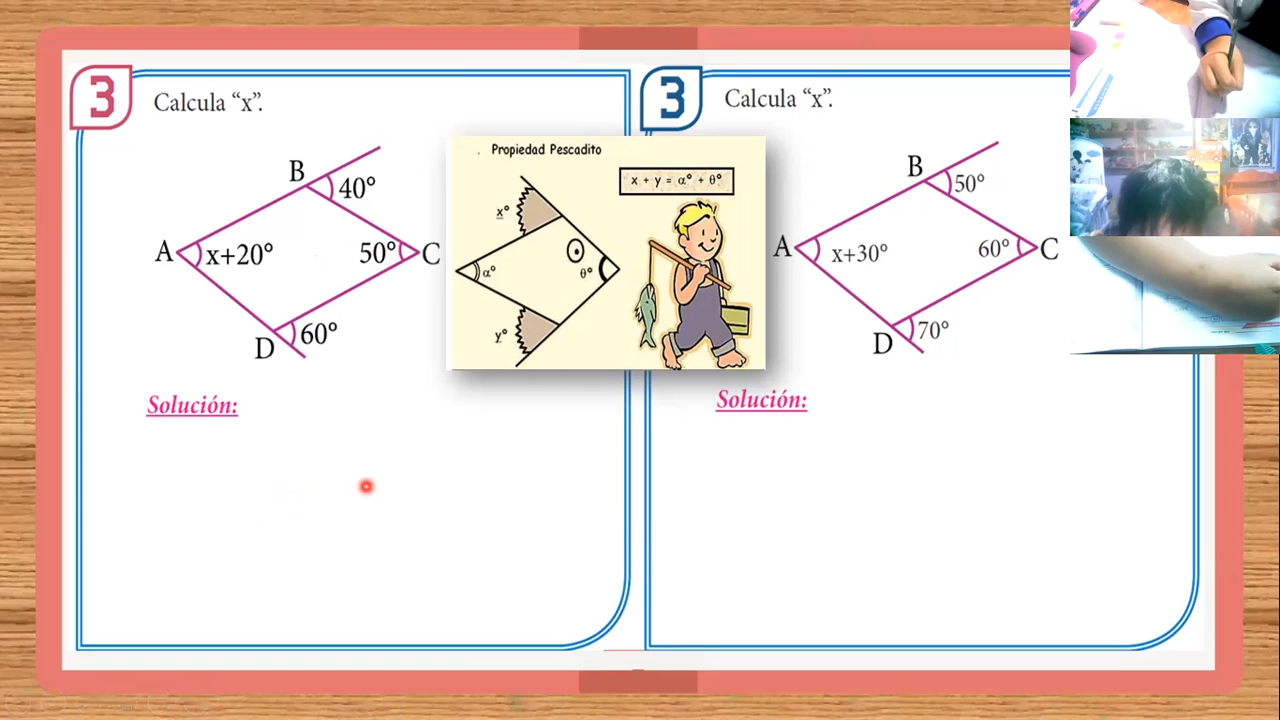 3
Calcula “x”.
B
40°
A
x+20°
50°
C
D
60°
Solución:
. Propiedad Pescadito
x + y = α° + θ°
x°
α°
θ°
y°
3
Calcula “x”.
B
50°
A
x+30°
60°
C
D
70°
Solución: